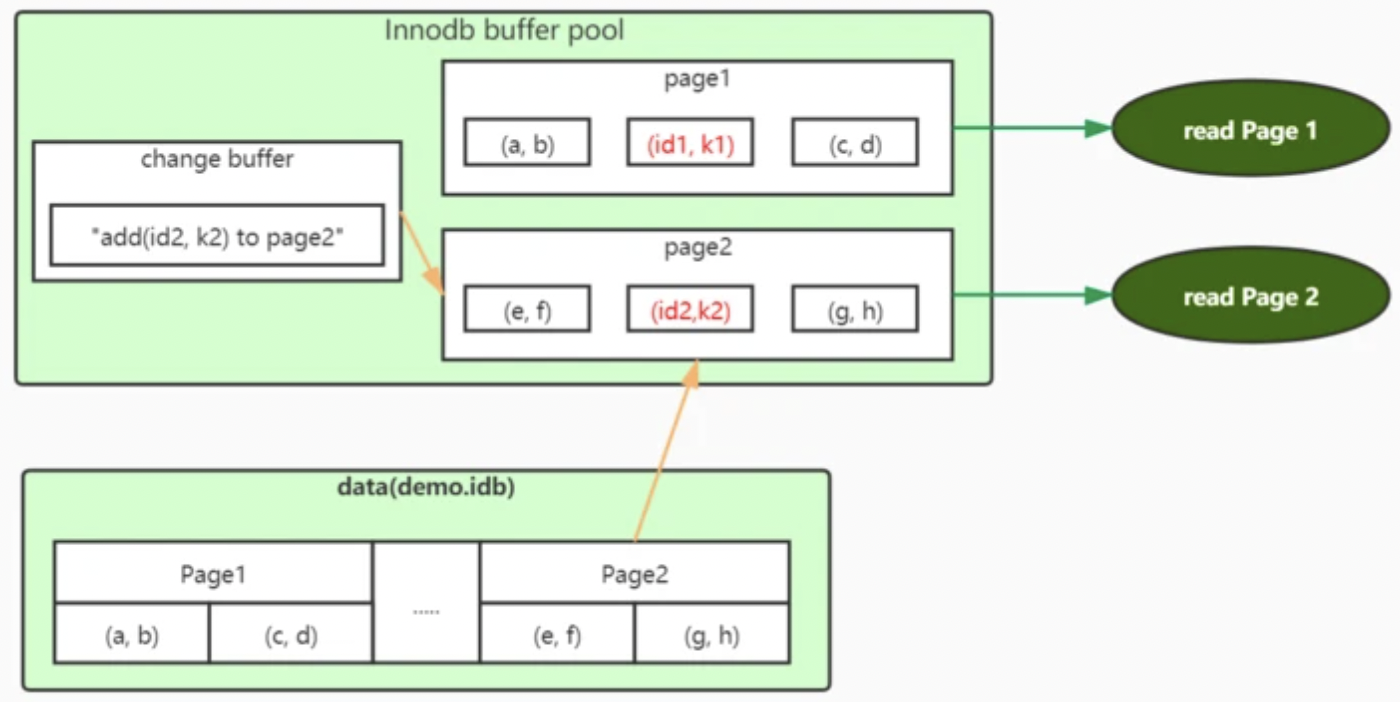 Innodb buffer pool
page1
(a, b)
(id1, k1)
(c, d)
read Page 1
change buffer
"add(id2, k2) to page2"
page2
(e, f)
(id2,k2)
(g, h)
read Page 2
data(demo.idb)
Page1
.....
Page2
(a, b)
(c, d)
(e, f)
(g, h)